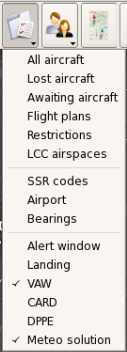 All aircraft
Lost aircraft
Awaiting aircraft
Flight plans
Restrictions
LCC airspaces
SSR codes
Airport
Bearings
Alert window
Landing
✓ VAW
CARD
DPPE
✓ Meteo solution